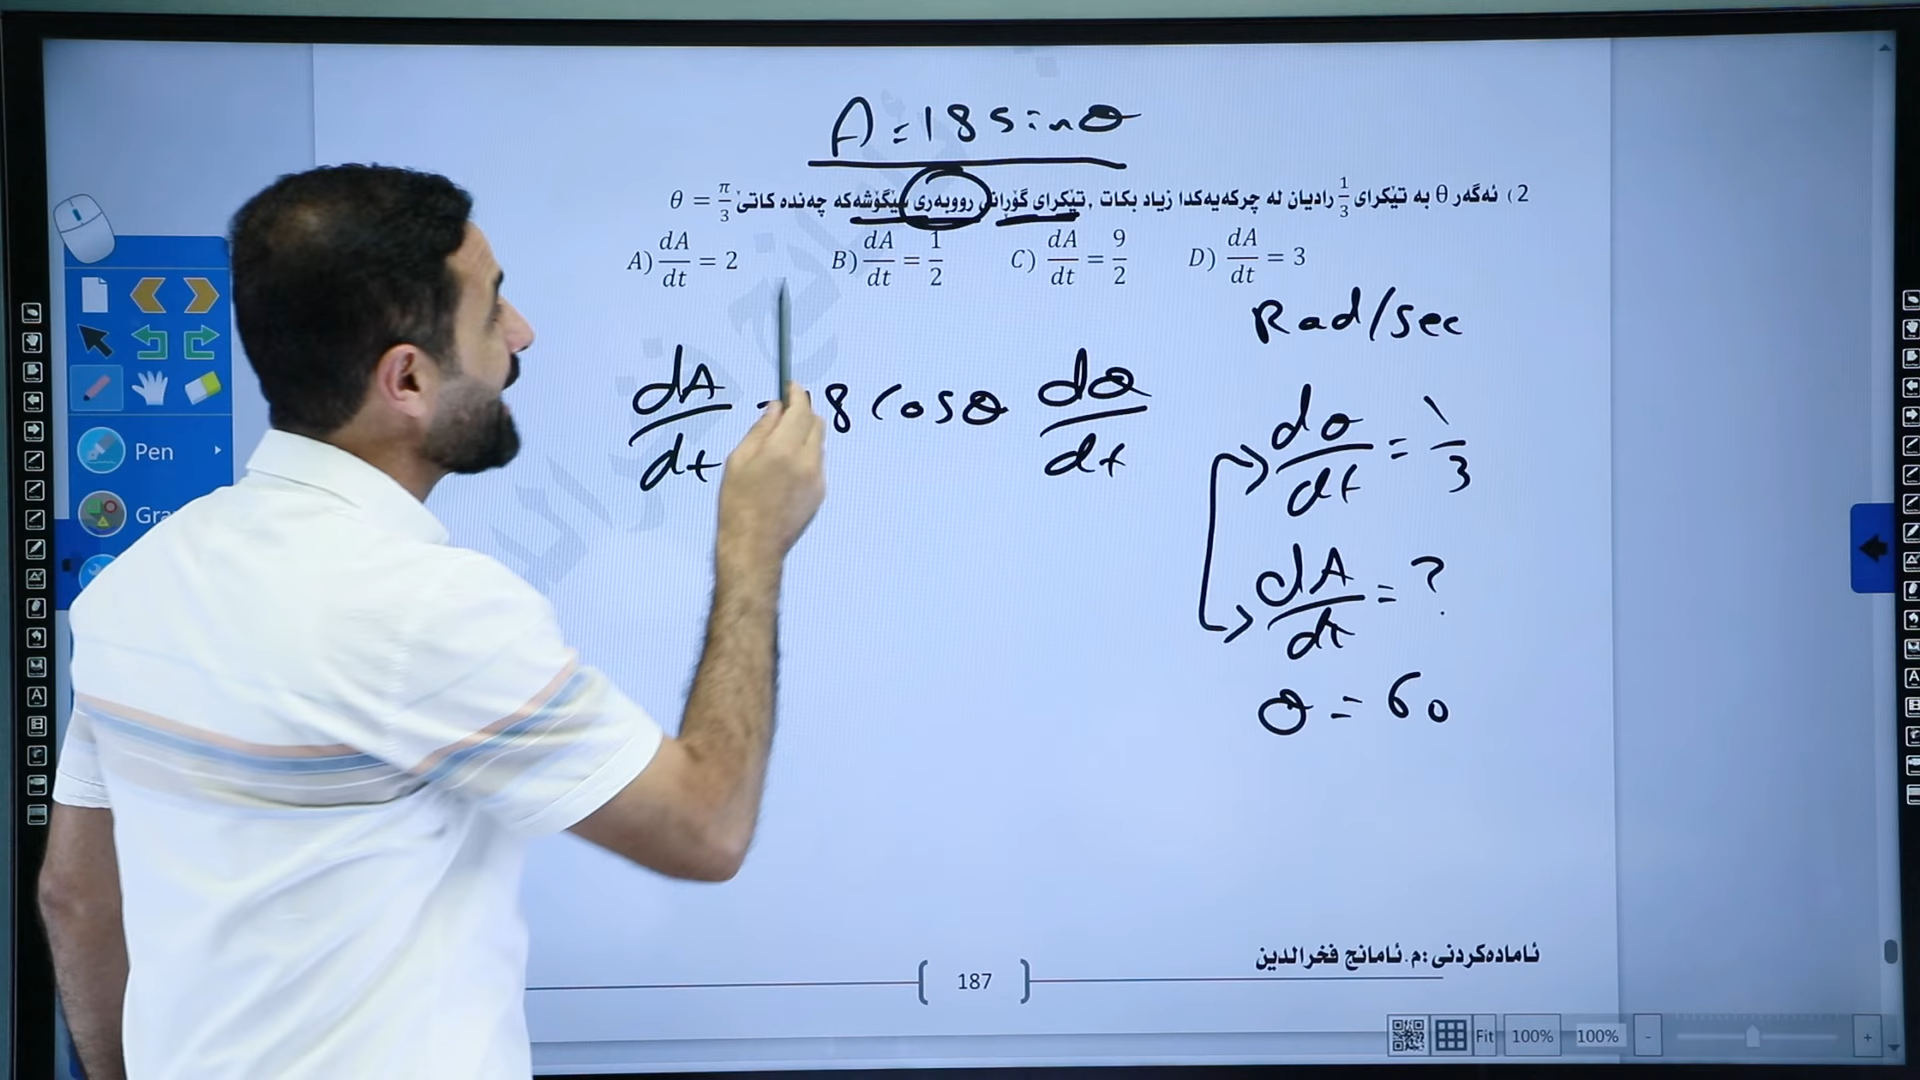 A = 18 sin θ
2) ئەگەر θ بە تێکرای 1/3 رادیان لە چرکەیەکدا زیاد بکات ,تێکرای گۆرانی رووبەری سێگۆشەکە چەندە کاتێ θ = π/3
A) dA/dt = 2 B) dA/dt = 1/2 C) dA/dt = 9/2 D) dA/dt = 3
Rad/sec
dA/dt = 18 cos θ dθ/dt
dθ/dt = 1/3
dA/dt = ?
θ = 60
Pen
ئامادەکردنی :م. ئامانج فخرالدین
187
Fit 100% 100% - +